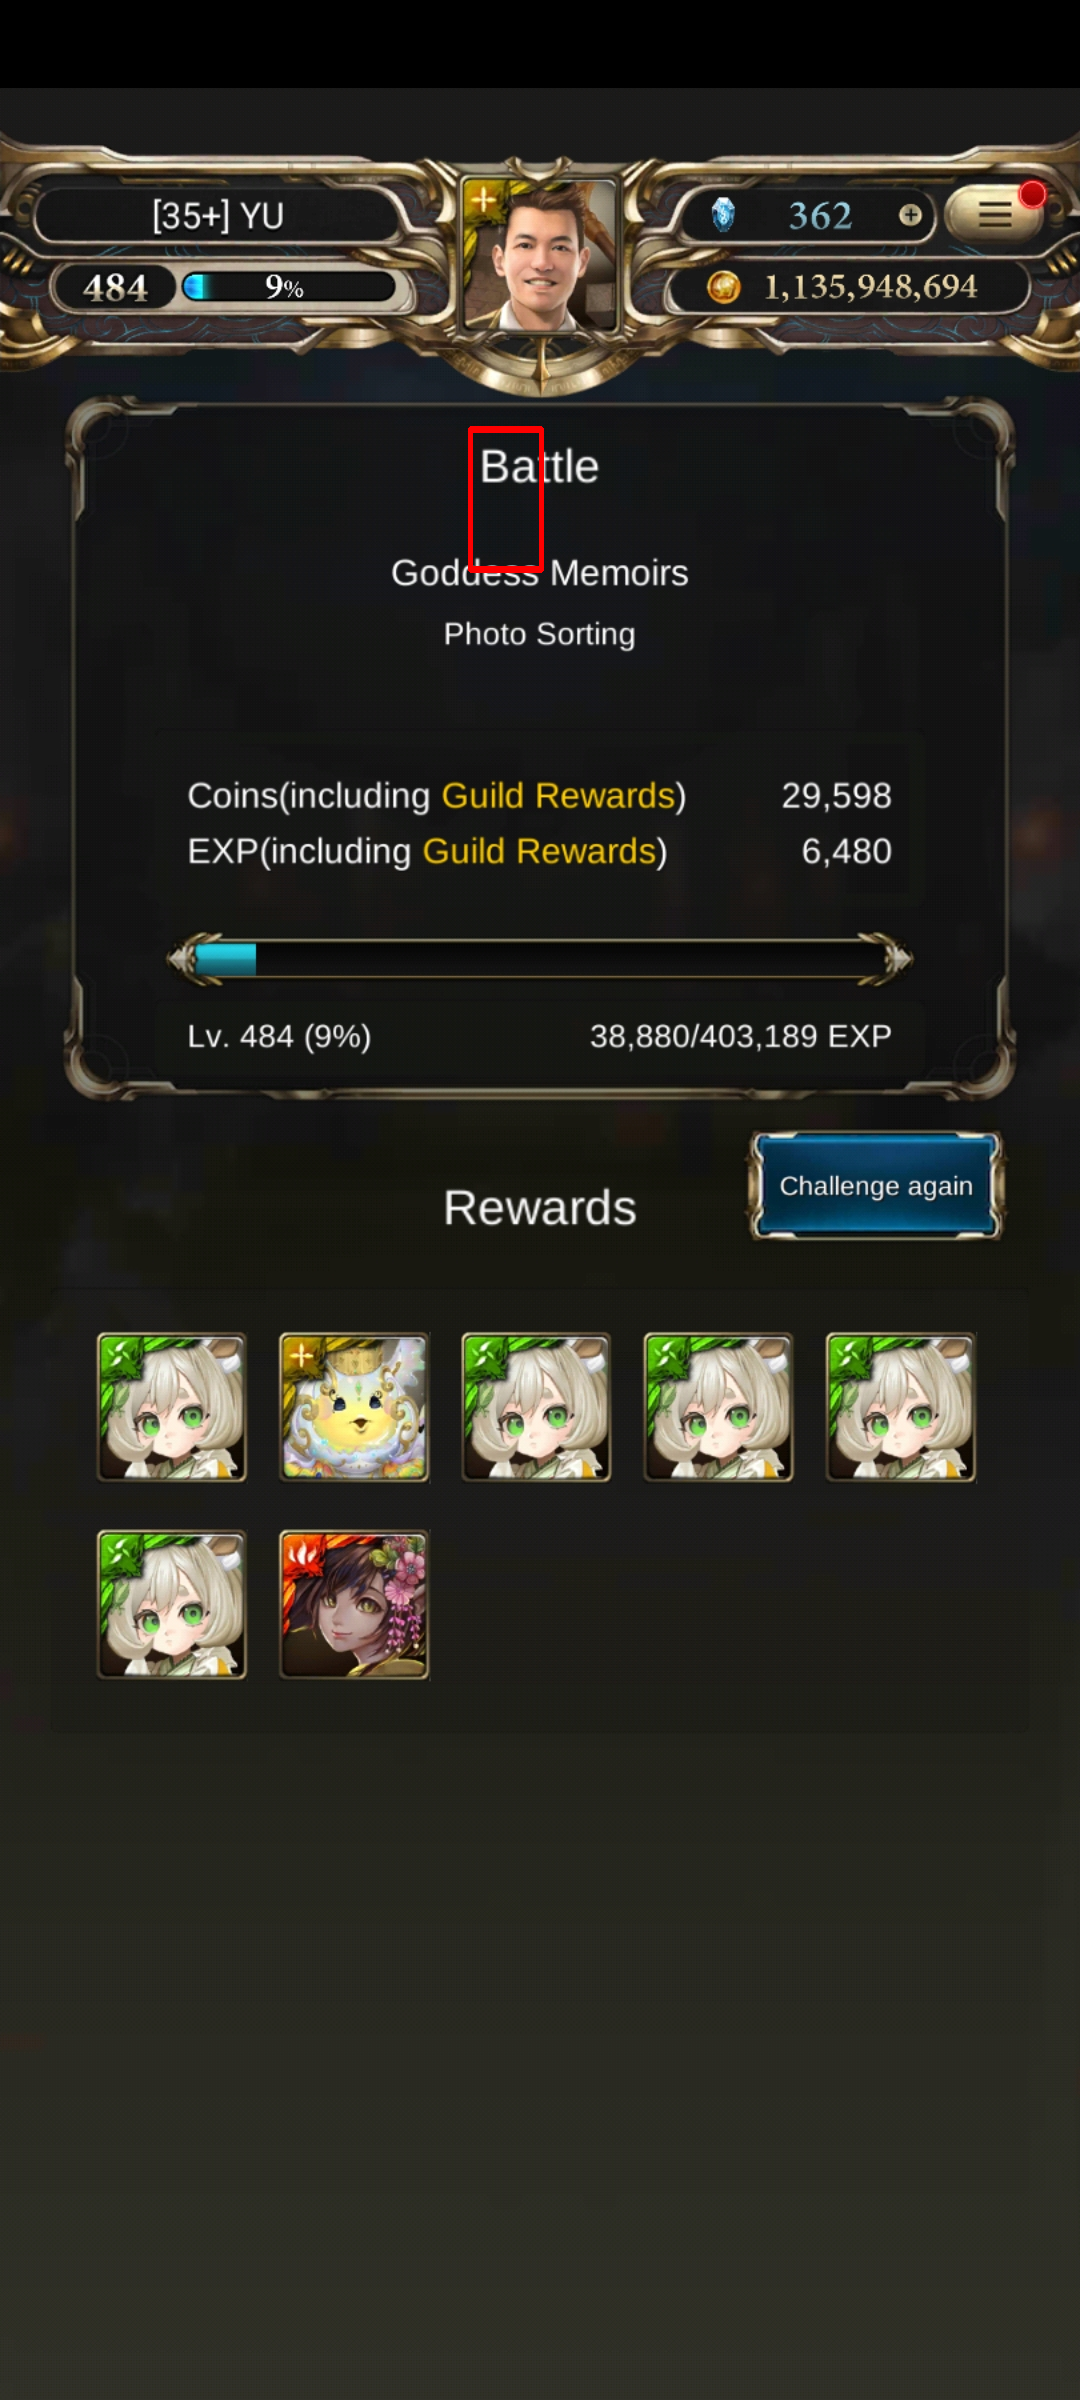 [35+] YU
362
484
9%
1,135,948,694
Battle
Goddess Memoirs
Photo Sorting
Coins(including Guild Rewards) 29,598
EXP(including Guild Rewards) 6,480
Lv. 484 (9%) 38,880/403,189 EXP
Challenge again
Rewards